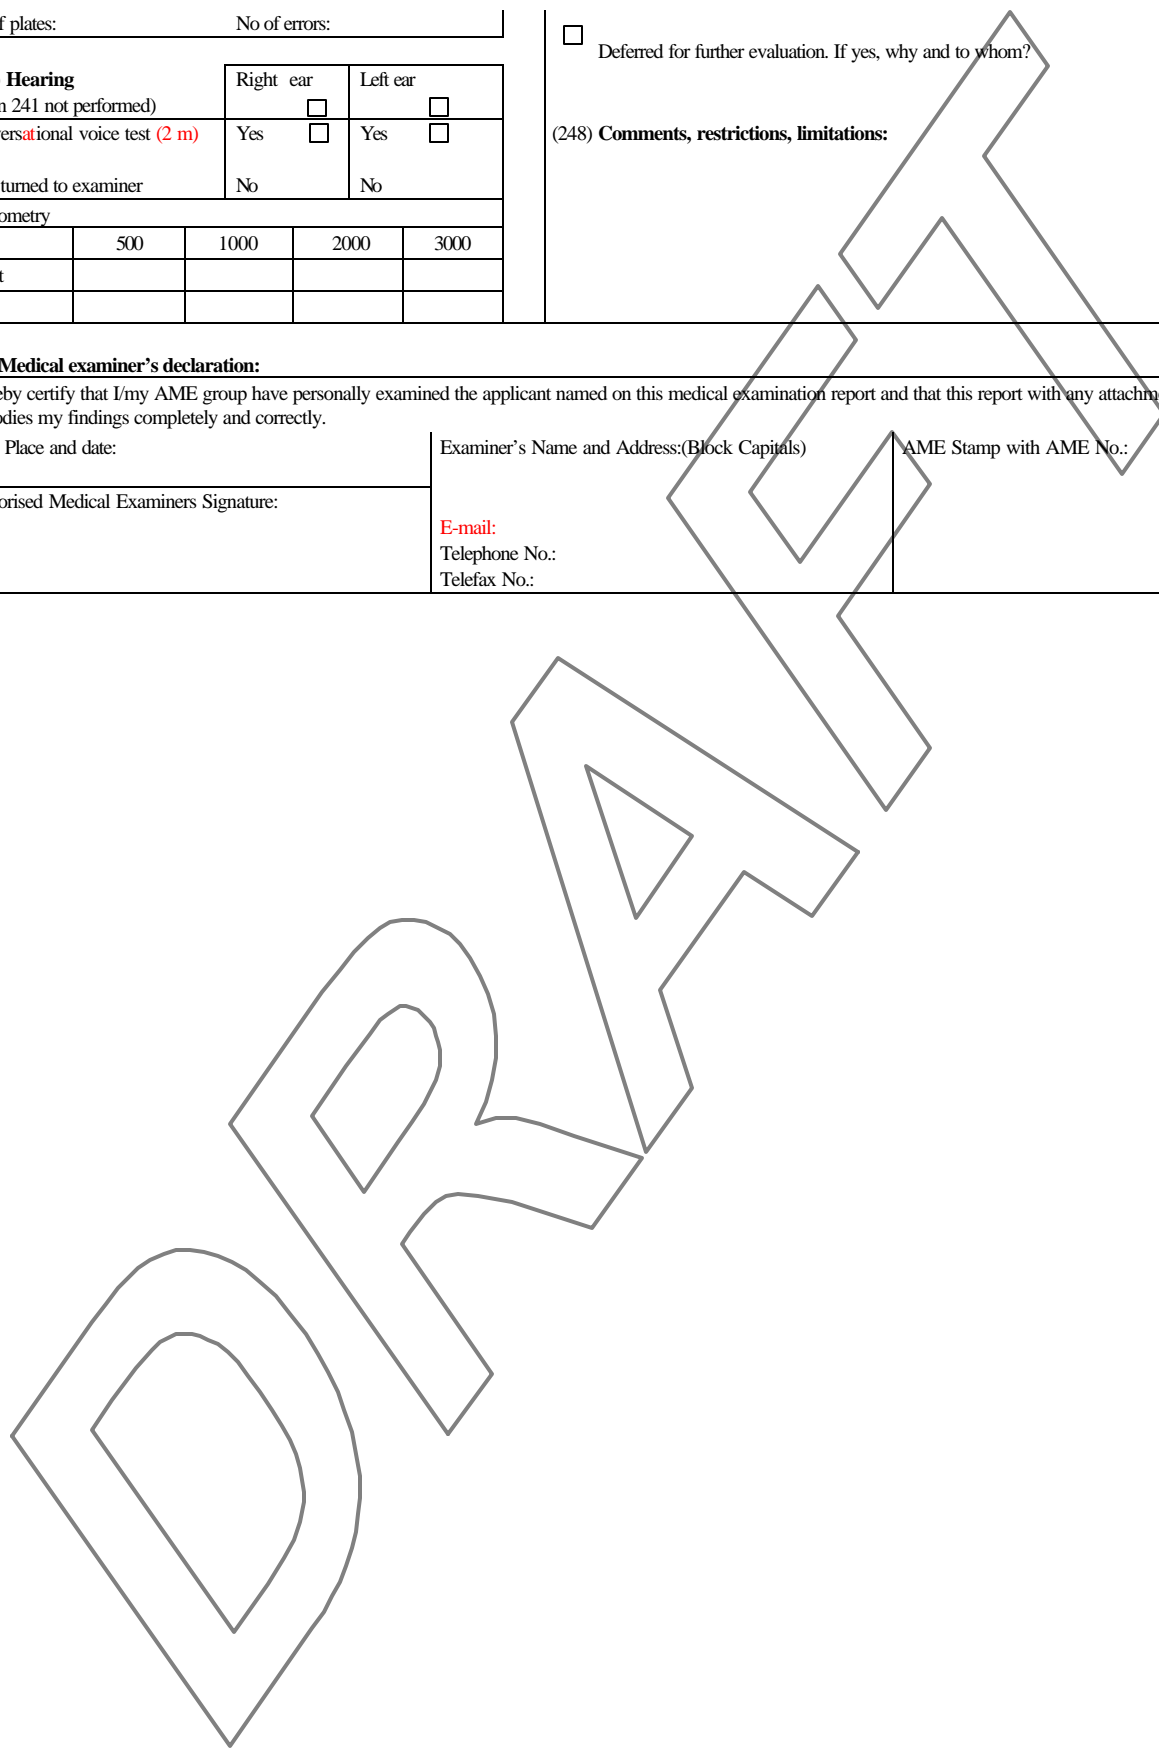 f plates: No of errors:
Deferred for further evaluation. If yes, why and to whom?
Hearing Right ear Left ear
241 not performed)
ersational voice test (2 m) Yes Yes
(248) Comments, restrictions, limitations:
turned to examiner No No
ometry
500 1000 2000 3000
t
Medical examiner’s declaration:
eby certify that I/my AME group have personally examined the applicant named on this medical examination report and that this report with any attachm
odies my findings completely and correctly.
Place and date:
Examiner’s Name and Address:(Block Capitals)
AME Stamp with AME No.:
orised Medical Examiners Signature:
E-mail:
Telephone No.:
Telefax No.:
DRAFT